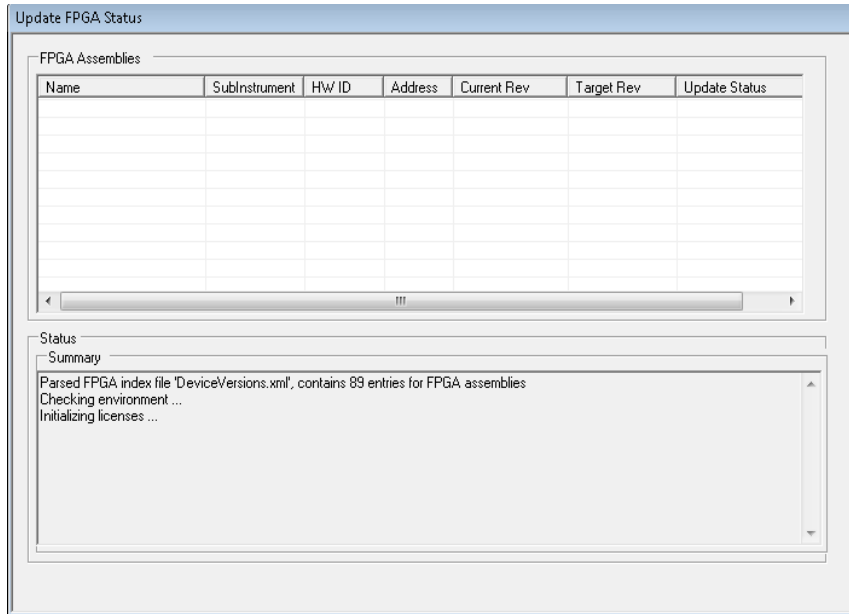 Update FPGA Status
FPGA Assemblies
Name SubInstrument HW ID Address Current Rev Target Rev Update Status
Status
Summary
Parsed FPGA index file 'DeviceVersions.xml', contains 89 entries for FPGA assemblies
Checking environment ...
Initializing licenses ...